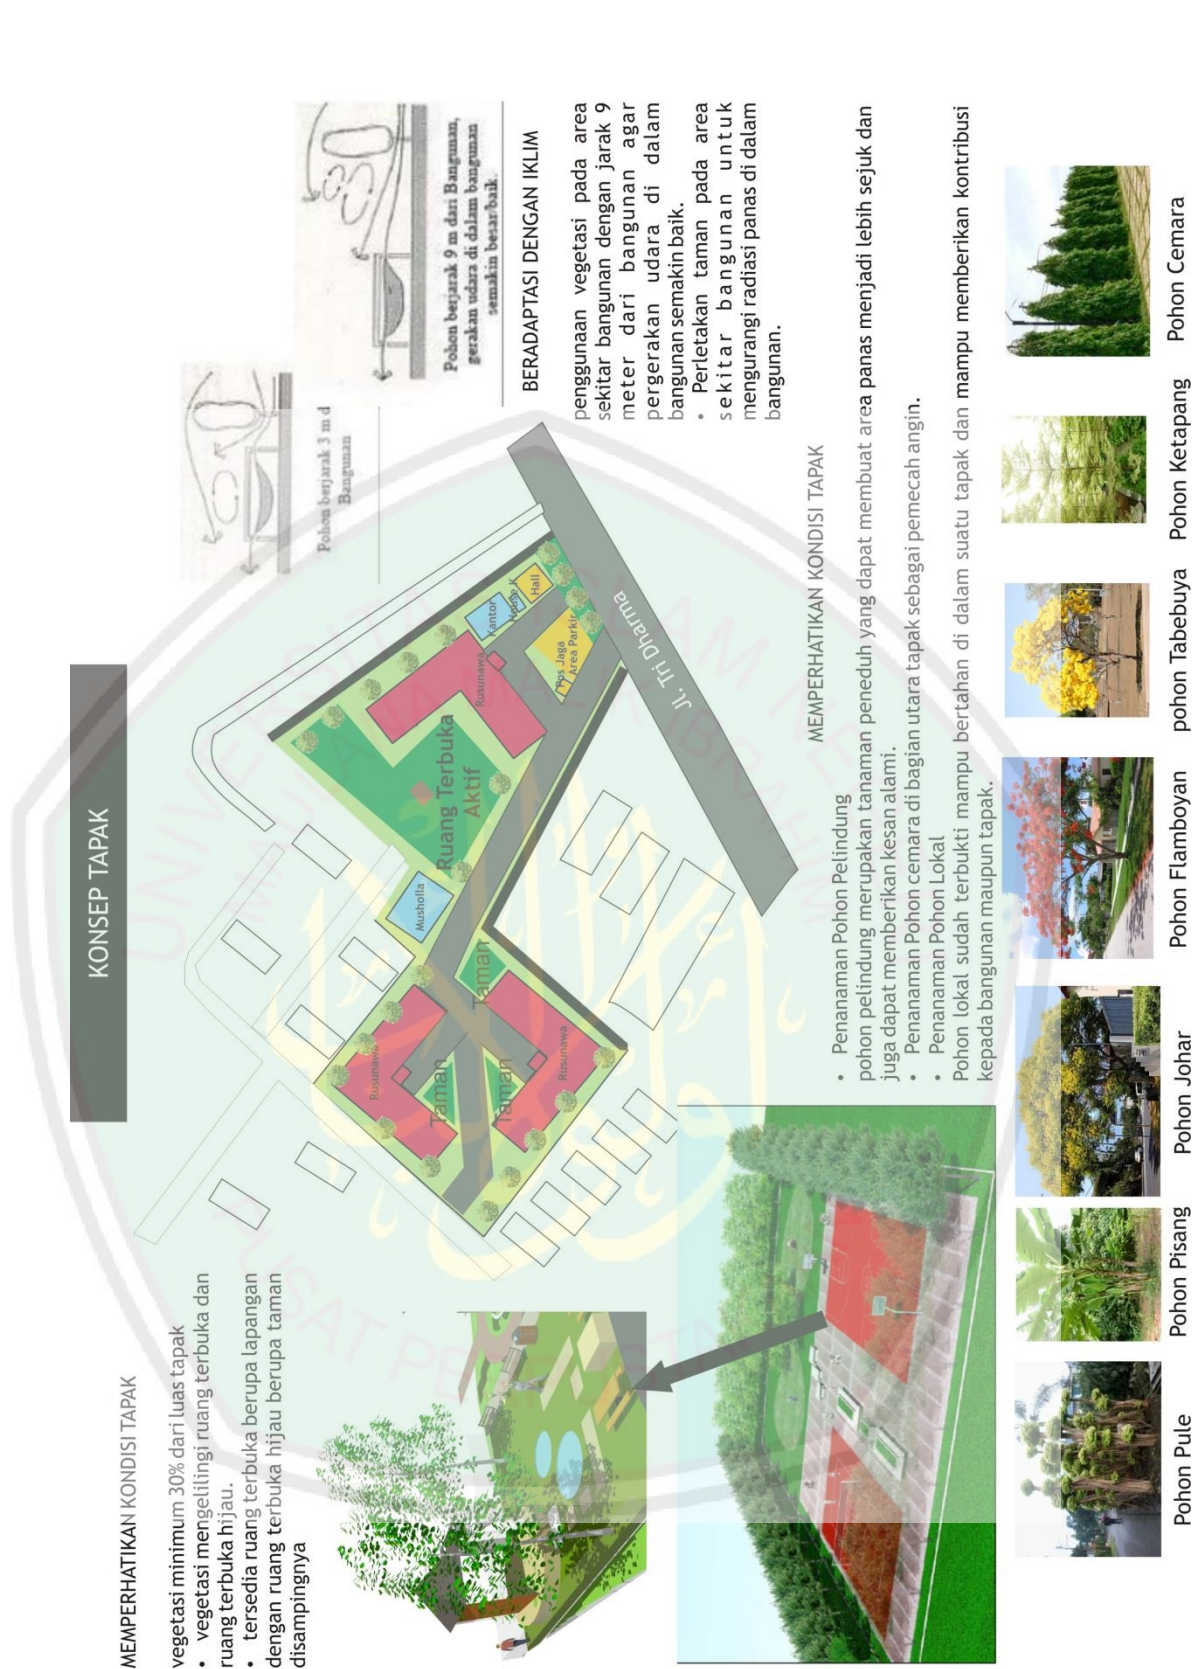 KONSEP TAPAK
MEMPERHATIKAN KONDISI TAPAK
vegetasi minimum 30% dari luas tapak
• vegetasi mengelilingi ruang terbuka dan
ruang terbuka hijau.
• tersedia ruang terbuka berupa lapangan
dengan ruang terbuka hijau berupa taman
disampingnya
Rusunawa
Taman
Taman
Taman
Rusunawa
Musholla
Ruang Terbuka
Aktif
Rusunawa
Kantor
House K
Hall
Pos Jaga
Area Parkir
Jl. Tri Dharma
Pohon berjarak 3 m d
Bangunan
Pohon berjarak 9 m dari Bangunan,
gerakan udara di dalam bangunan
semakin besar/baik
BERADAPTASI DENGAN IKLIM
penggunaan vegetasi pada area
sekitar bangunan dengan jarak 9
meter dari bangunan agar
pergerakan udara di dalam
bangunan semakin baik.
• Perletakan taman pada area
sekitar bangunan untuk
mengurangi radiasi panas di dalam
bangunan.
MEMPERHATIKAN KONDISI TAPAK
• Penanaman Pohon Pelindung
pohon pelindung merupakan tanaman peneduh yang dapat membuat area panas menjadi lebih sejuk dan
juga dapat memberikan kesan alami.
• Penanaman Pohon cemara di bagian utara tapak sebagai pemecah angin.
• Penanaman Pohon Lokal
Pohon lokal sudah terbukti mampu bertahan di dalam suatu tapak dan mampu memberikan kontribusi
kepada bangunan maupun tapak.
Pohon Pule
Pohon Pisang
Pohon Johar
Pohon Flamboyan
pohon Tabebuya
Pohon Ketapang
Pohon Cemara